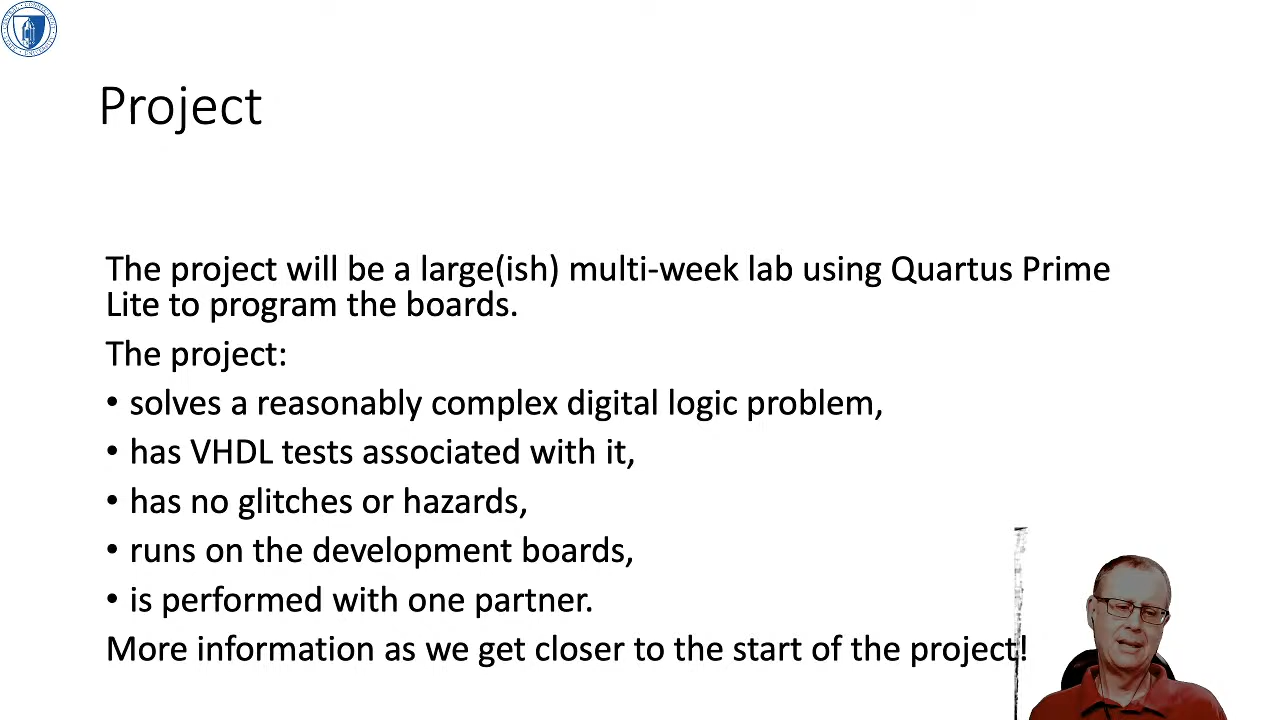 Project
The project will be a large(ish) multi-week lab using Quartus Prime
Lite to program the boards.
The project:
• solves a reasonably complex digital logic problem,
• has VHDL tests associated with it,
• has no glitches or hazards,
• runs on the development boards,
• is performed with one partner.
More information as we get closer to the start of the project!